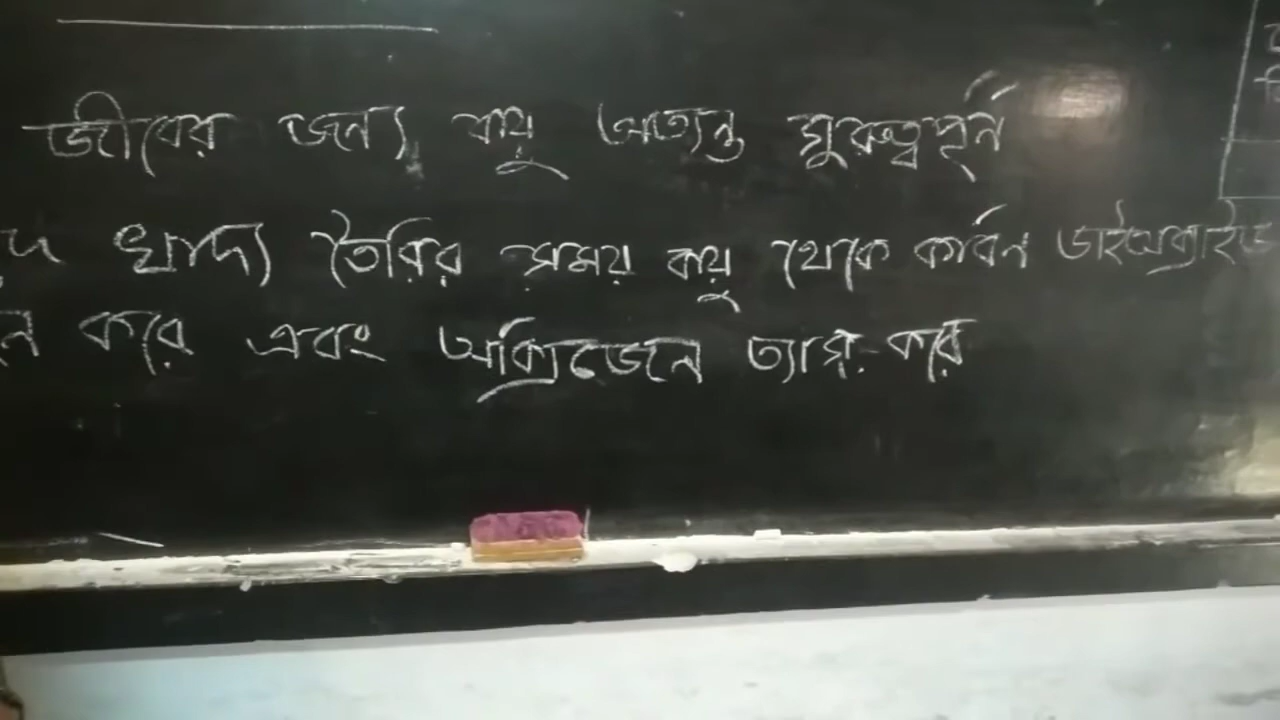 জীবের জন্য বায়ু অত্যন্ত গুরুত্বপূর্ন
খাদ্য তৈরির সময় বায়ু থেকে কার্বন ডাইঅক্সাইড
করে এবং অক্সিজেন ত্যাগ করে